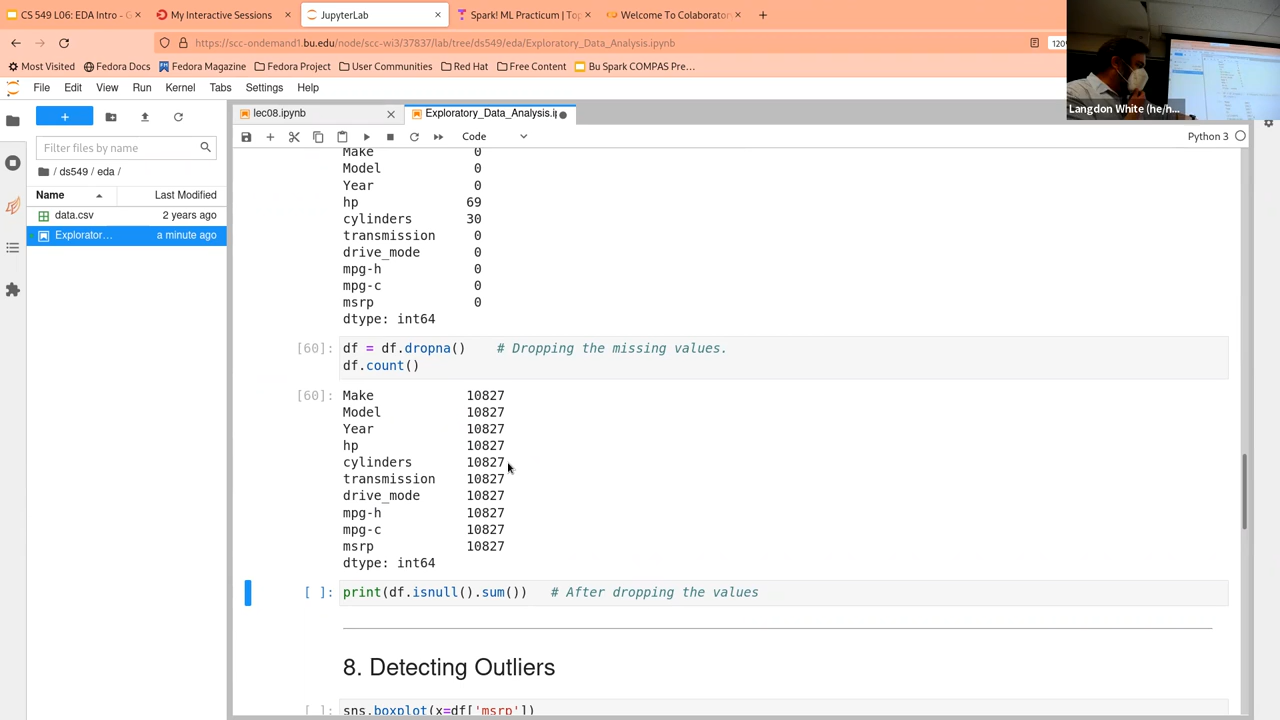 CS 549 L06: EDA Intro - G
My Interactive Sessions
JupyterLab
Spark! ML Practicum | To
Welcome To Colaborator
https://scc-ondemand1.bu.edu/node/scc-wi3/37837/lab/tree/ds549/eda/Exploratory_Data_Analysis.ipynb
120
Most Visited
Fedora Docs
Fedora Magazine
Fedora Project
User Communities
Red Hat
Free Content
Bu Spark COMPAS Pre…
Langdon White (he/h...
File Edit View Run Kernel Tabs Settings Help
lec08.ipynb
Exploratory_Data_Analysis.i
Filter files by name
/ ds549 / eda /
Name Last Modified
data.csv 2 years ago
Explorator… a minute ago
Code
Python 3
Make 0
Model 0
Year 0
hp 69
cylinders 30
transmission 0
drive_mode 0
mpg-h 0
mpg-c 0
msrp 0
dtype: int64
[60]: df = df.dropna() # Dropping the missing values.
df.count()
[60]: Make 10827
Model 10827
Year 10827
hp 10827
cylinders 10827
transmission 10827
drive_mode 10827
mpg-h 10827
mpg-c 10827
msrp 10827
dtype: int64
[ ]: print(df.isnull().sum()) # After dropping the values
8. Detecting Outliers
[ ]: sns.boxplot(x=df['msrp'])